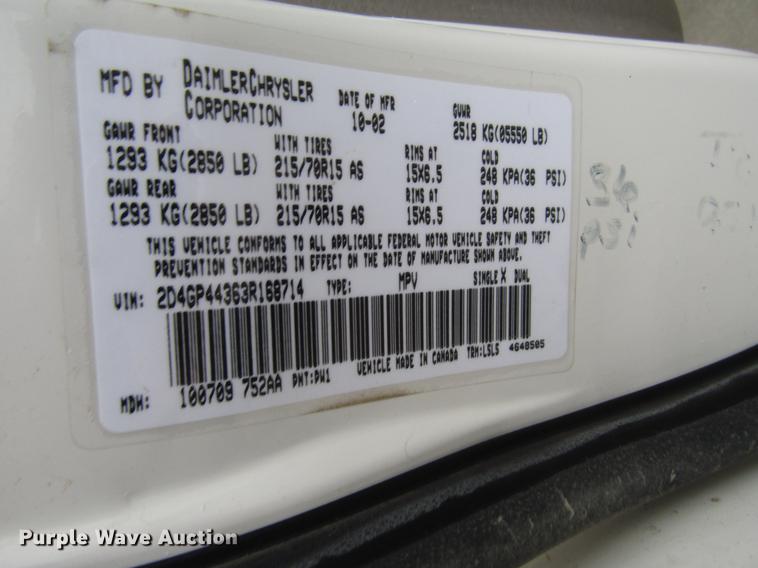 MFD BY DAIMLERCHRYSLER CORPORATION DATE OF MFR 10-02 GVWR 2518 KG(05550 LB)
GAWR FRONT WITH TIRES RIMS AT COLD
1293 KG(2850 LB) 215/70R15 AS 15X6.5 248 KPA(36 PSI)
GAWR REAR WITH TIRES RIMS AT COLD
1293 KG(2850 LB) 215/70R15 AS 15X6.5 248 KPA(36 PSI)
THIS VEHICLE CONFORMS TO ALL APPLICABLE FEDERAL MOTOR VEHICLE SAFETY AND THEFT
PREVENTION STANDARDS IN EFFECT ON THE DATE OF MANUFACTURE SHOWN ABOVE.
VIN: 2D4GP44363R168714 TYPE: MPV SINGLE X DUAL
VEHICLE MADE IN CANADA TRM:LSL5 4648505
MDH: 100709 752AA PNT:PW1
36
PSI
Purple Wave Auction